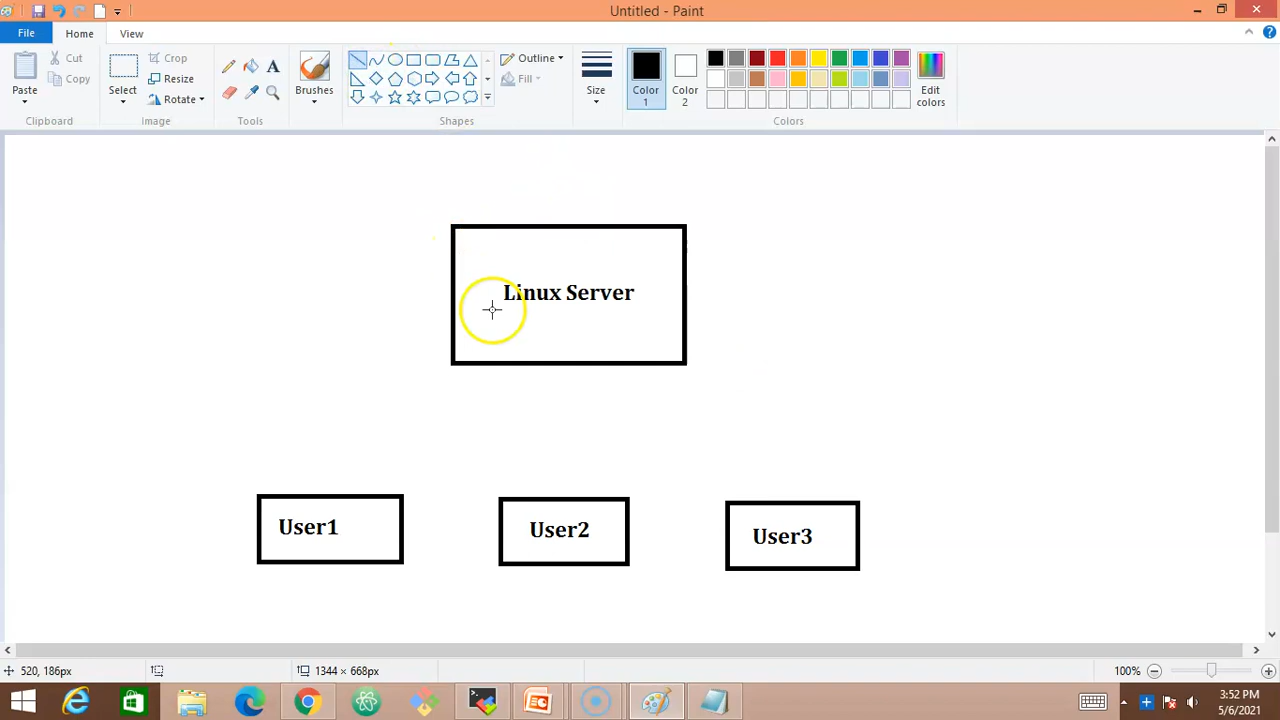 Untitled - Paint
File
Home
View
Paste
Cut
Copy
Clipboard
Select
Crop
Resize
Rotate
Image
A
Tools
Brushes
Outline
Fill
Shapes
Size
Color
1
Color
2
Edit
colors
Colors
Linux Server
User1
User2
User3
520, 186px
1344 × 668px
100%
3:52 PM
5/6/2021